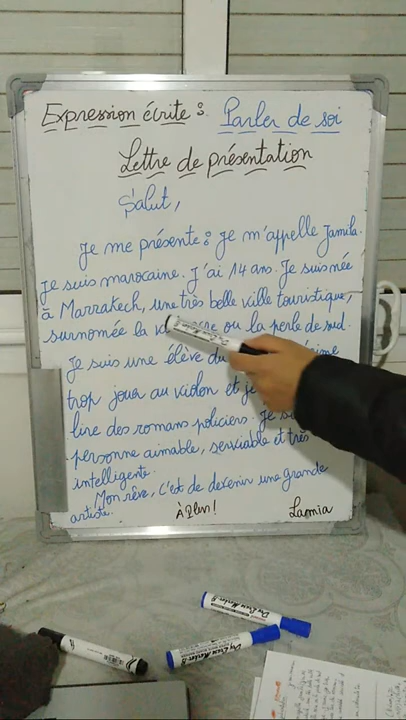 Expression écrite : Parler de soi
Lettre de présentation
Salut,
Je me présente : je m'appelle Jamila.
Je suis marocaine. J'ai 14 ans. Je suis née
à Marrakech, une très belle ville touristique,
surnomée la ou la perle de sud.
Je suis une élève du
trop jouer au violon et
lire des romans policiers. Je
personne aimable, serviable et très
intelligente.
Mon rêve, c'est de devenir une grande
artiste.
À Plus! Lamia